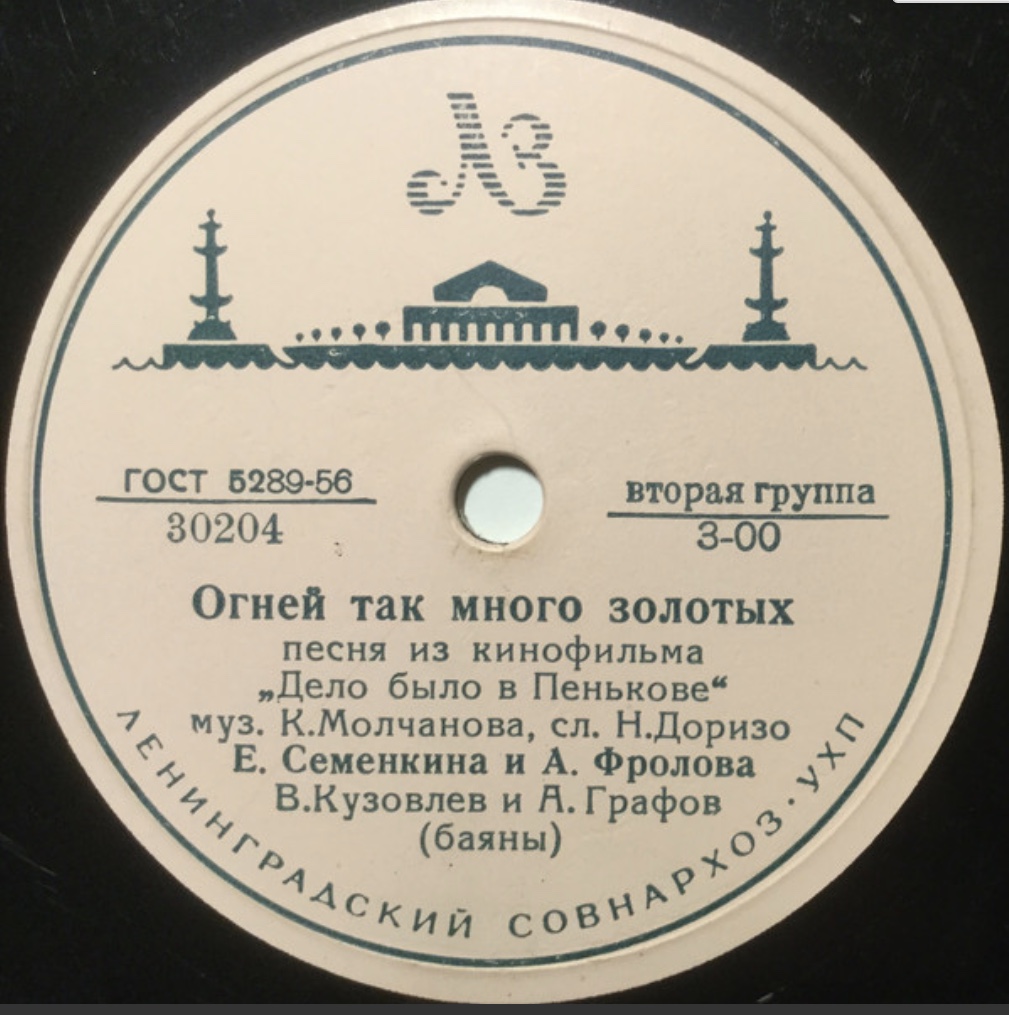 ЛЗ
ГОСТ 5289-56
30204
вторая группа
3-00
Огней так много золотых
песня из кинофильма
„Дело было в Пенькове“
муз. К.Молчанова, сл. Н.Доризо
Е. Семенкина и А. Фролова
В.Кузовлев и А.Графов
(баяны)
ЛЕНИНГРАДСКИЙ СОВНАРХОЗ·УХП